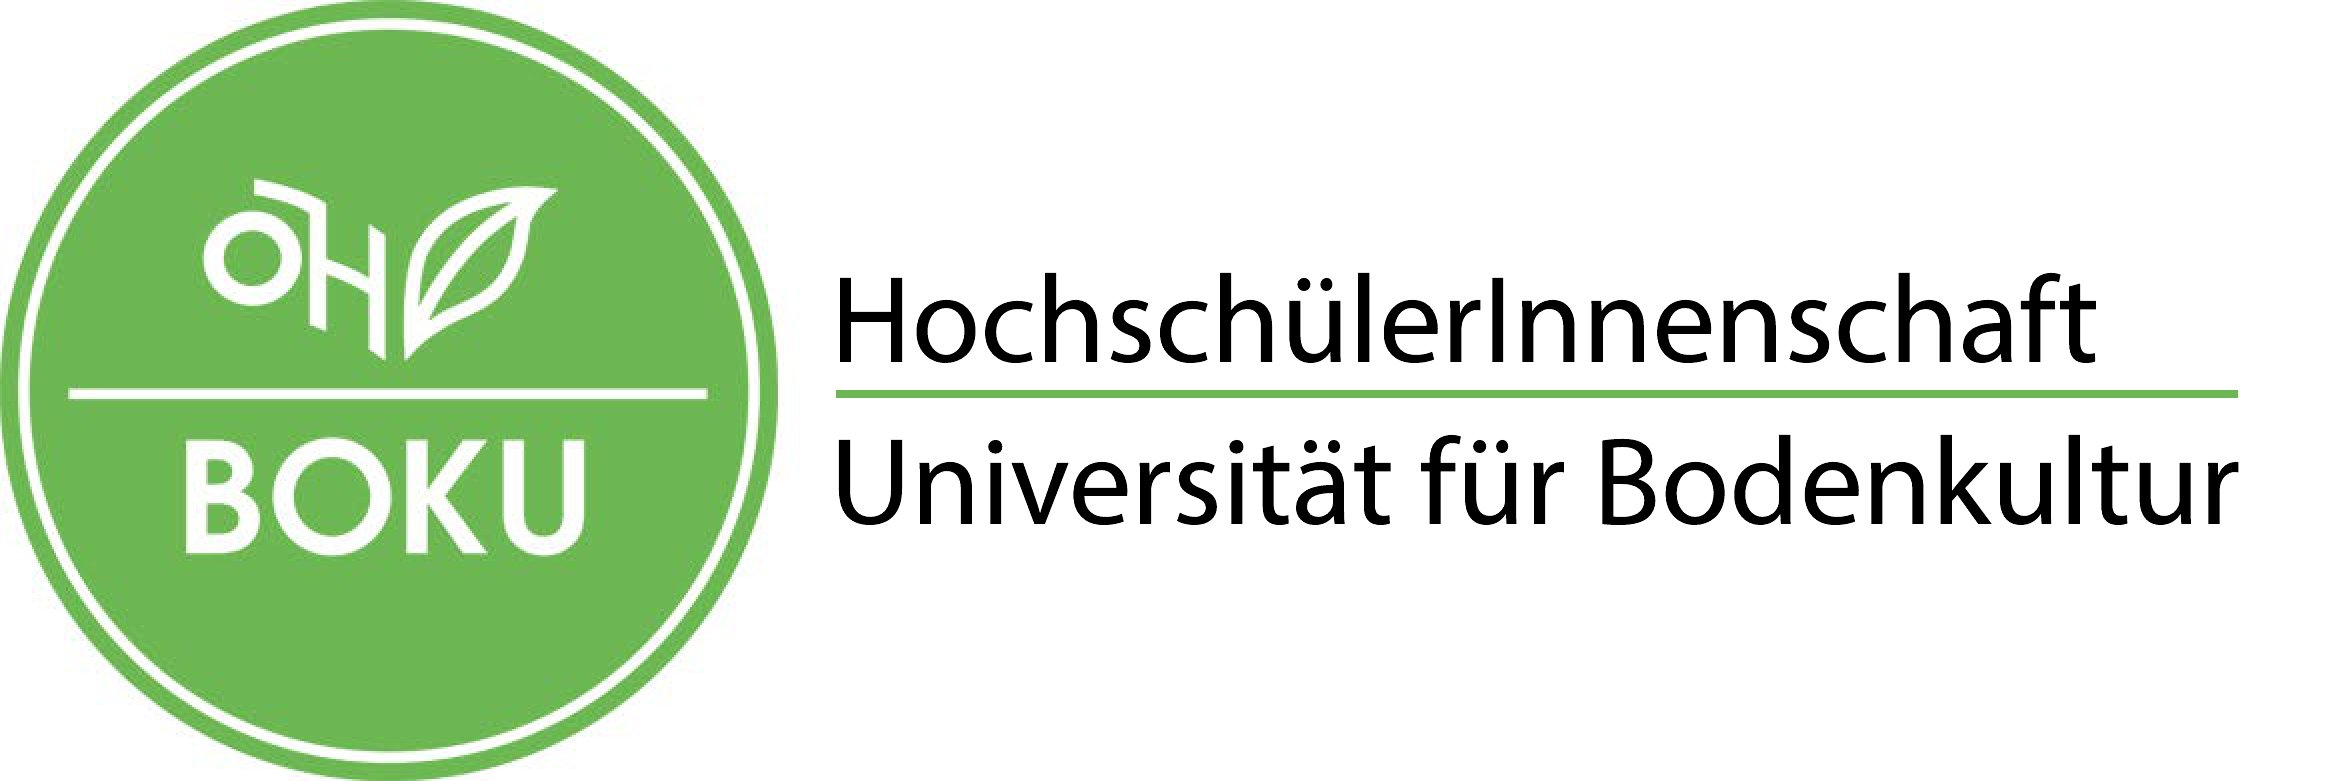 ÖH
BOKU
HochschülerInnenschaft
Universität für Bodenkultur